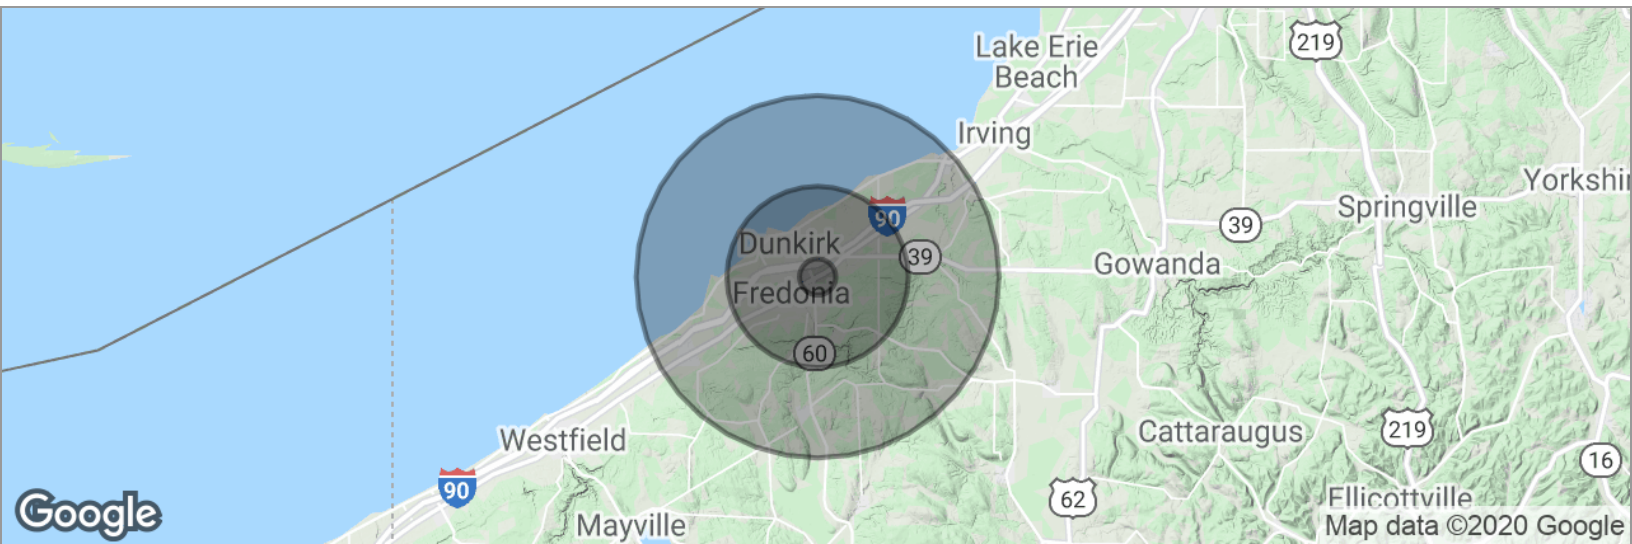 219
Lake Erie
Beach
Irving
Yorkshir
Springville
90
39
Dunkirk
39
Gowanda
Fredonia
60
219
Cattaraugus
Westfield
16
90
62
Ellicottville
Google
Mayville
Map data ©2020 Google